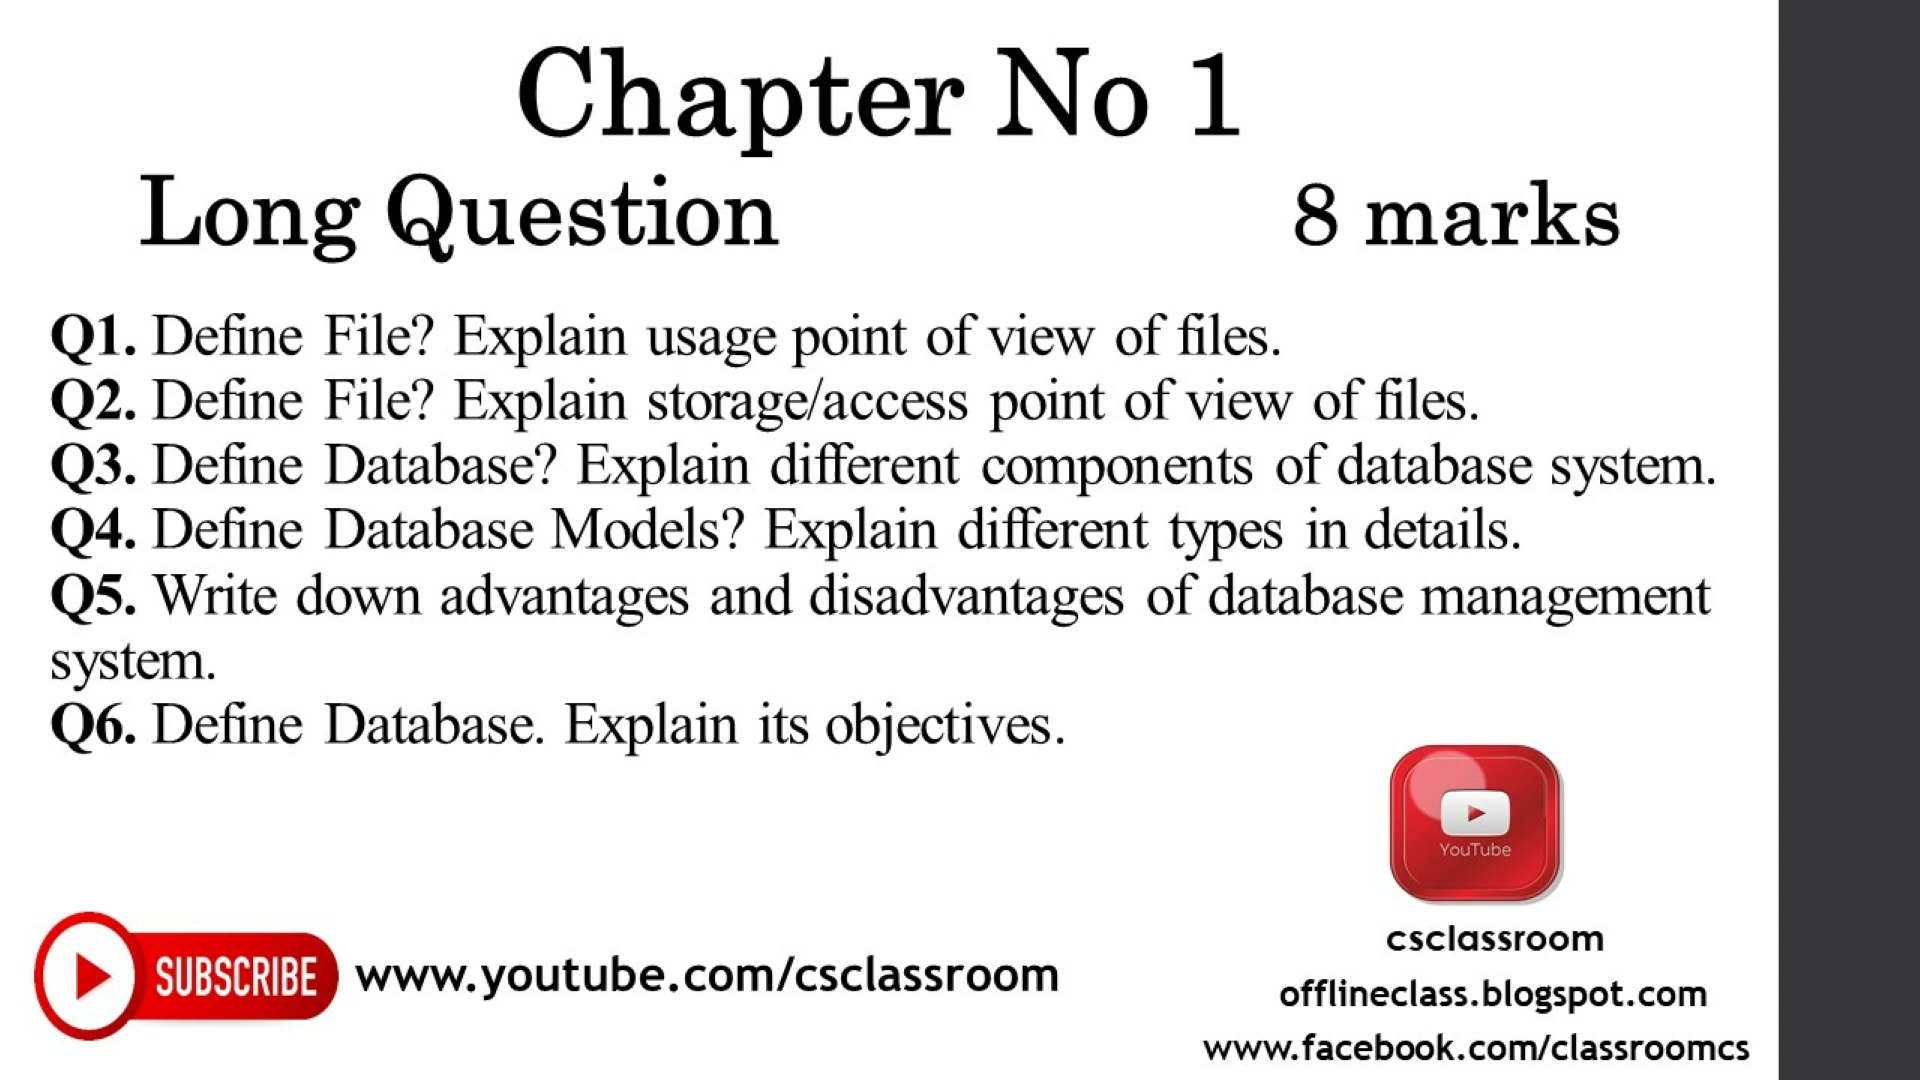 Chapter No 1
Long Question 8 marks
Q1. Define File? Explain usage point of view of files.
Q2. Define File? Explain storage/access point of view of files.
Q3. Define Database? Explain different components of database system.
Q4. Define Database Models? Explain different types in details.
Q5. Write down advantages and disadvantages of database management
system.
Q6. Define Database. Explain its objectives.
YouTube
csclassroom
SUBSCRIBE www.youtube.com/csclassroom
offlineclass.blogspot.com
www.facebook.com/classroomcs